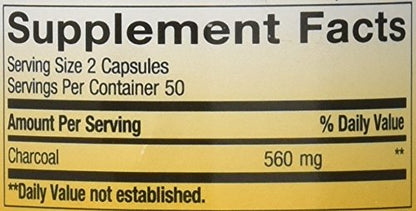 Supplement Facts
Serving Size 2 Capsules
Servings Per Container 50
Amount Per Serving % Daily Value
Charcoal 560 mg **
**Daily Value not established.